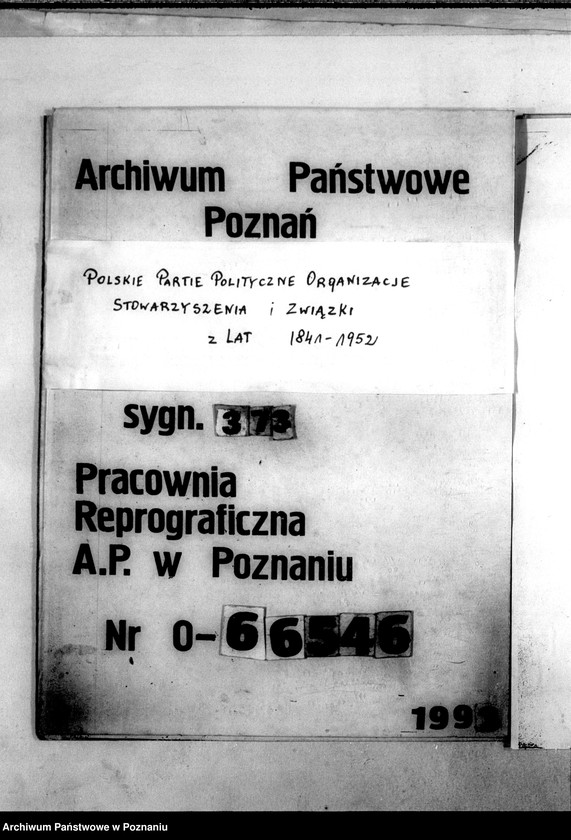 Archiwum Państwowe
Poznań
POLSKIE PARTIE POLITYCZNE ORGANIZACJE
STOWARZYSZENIA i ZWIĄZKI
z LAT 1841-1952
sygn. 373
Pracownia
Reprograficzna
A.P. w Poznaniu
Nr O-66546
Archiwum Państwowe w Poznaniu